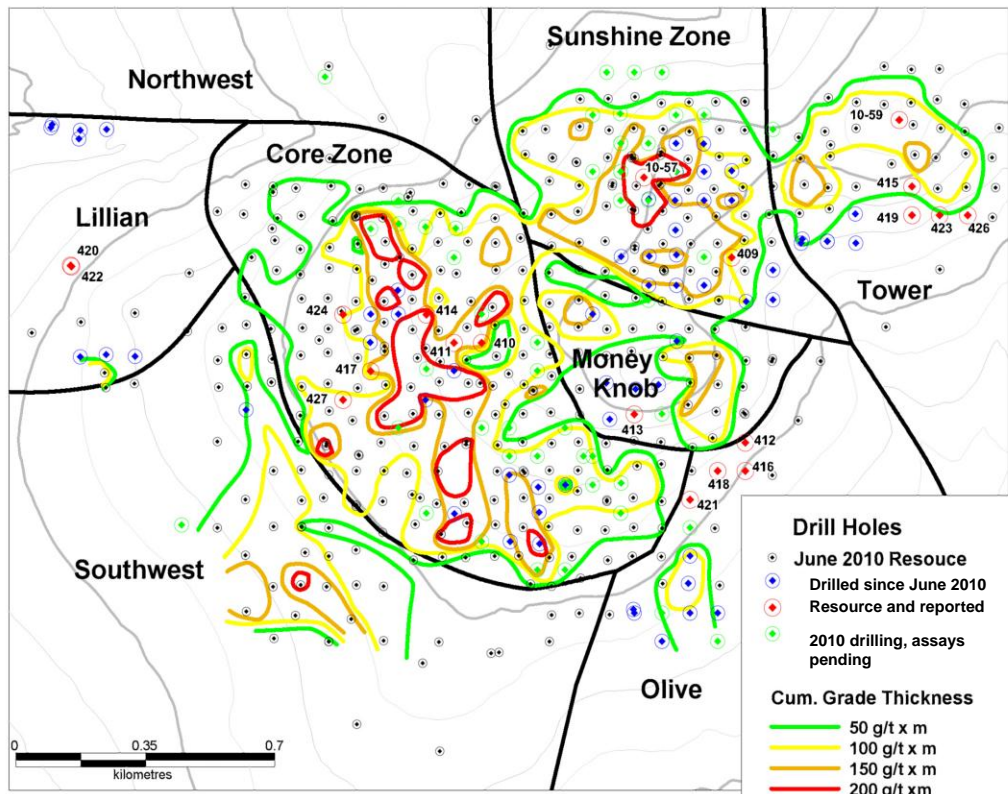 Sunshine Zone
Northwest
10-59
Core Zone
10-57
415
Lillian
419
423
426
420
409
422
Tower
424
414
411
410
Money
Knob
417
427
413
412
416
418
421
Southwest
Olive
0
0.35
0.7
kilometres
Drill Holes
June 2010 Resouce
Drilled since June 2010
Resource and reported
2010 drilling, assays
pending
Cum. Grade Thickness
50 g/t x m
100 g/t x m
150 g/t x m
200 g/t xm